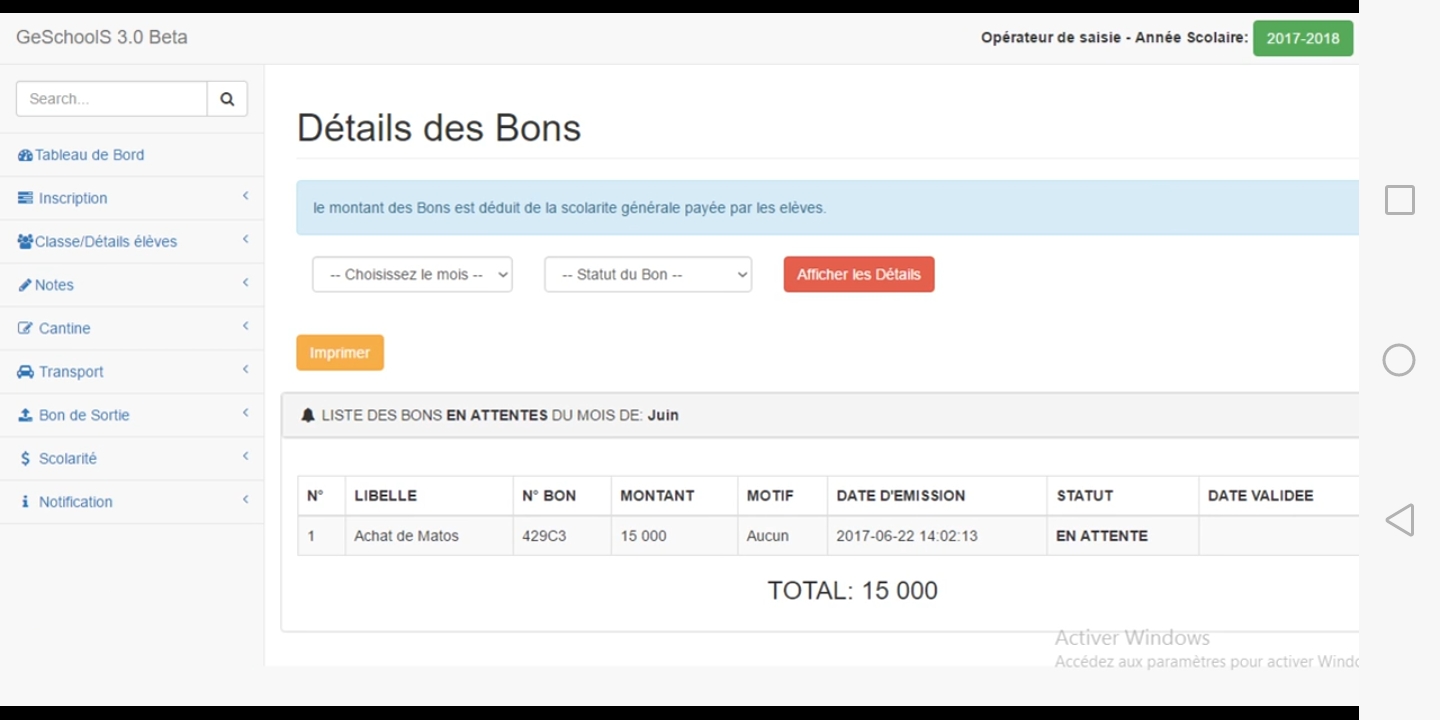 GeSchoolS 3.0 Beta
Opérateur de saisie - Année Scolaire: 2017-2018
Search...
Tableau de Bord
Inscription
Classe/Détails élèves
Notes
Cantine
Transport
Bon de Sortie
Scolarité
Notification
Détails des Bons
le montant des Bons est déduit de la scolarite générale payée par les elèves.
-- Choisissez le mois -- -- Statut du Bon -- Afficher les Détails
Imprimer
LISTE DES BONS EN ATTENTES DU MOIS DE: Juin
N° LIBELLE N° BON MONTANT MOTIF DATE D'EMISSION STATUT DATE VALIDEE
1 Achat de Matos 429C3 15 000 Aucun 2017-06-22 14:02:13 EN ATTENTE
TOTAL: 15 000
Activer Windows
Accédez aux paramètres pour activer